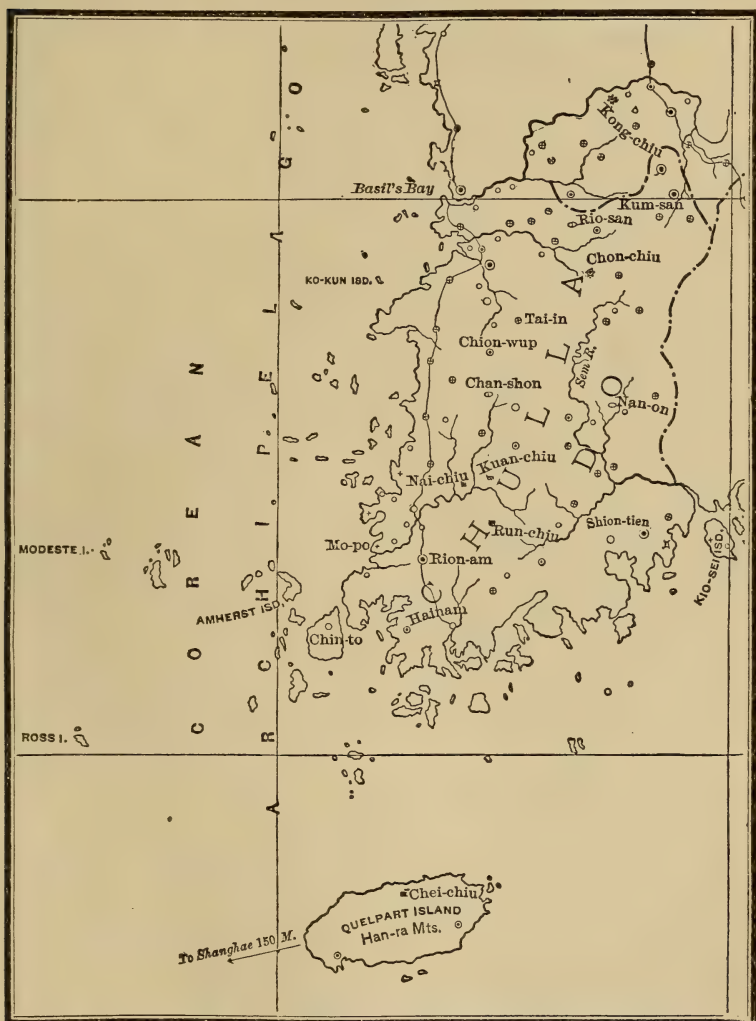 Kong-chiu
Basil's Bay
Kum-san
Rio-san
Chon-chiu
KO-KUN ISD.
Tai-in
Chion-wup
Sem R.
Chan-shon
Nan-on
Kuan-chiu
Nai-chiu
Run-chiu
Shion-tien
Mo-po
Rion-am
MODESTE I.
KIO-SEI ISD.
AMHERST ISD.
Hainam
Chin-to
ROSS I.
COREAN
ARCHIPELAGO
CHULLA
DO
Chei-chiu
QUELPART ISLAND
Han-ra Mts.
To Shanghae 150 M.